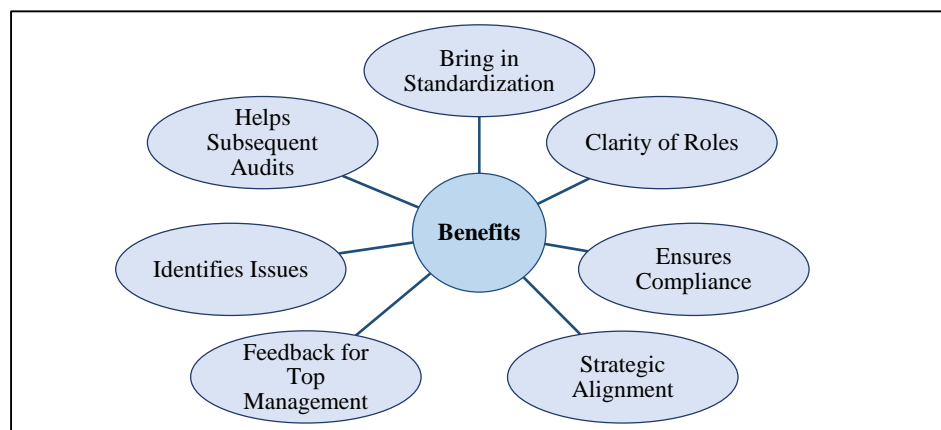 Bring in
Standardization
Helps
Subsequent
Audits
Clarity of Roles
Benefits
Identifies Issues
Ensures
Compliance
Feedback for
Top
Management
Strategic
Alignment